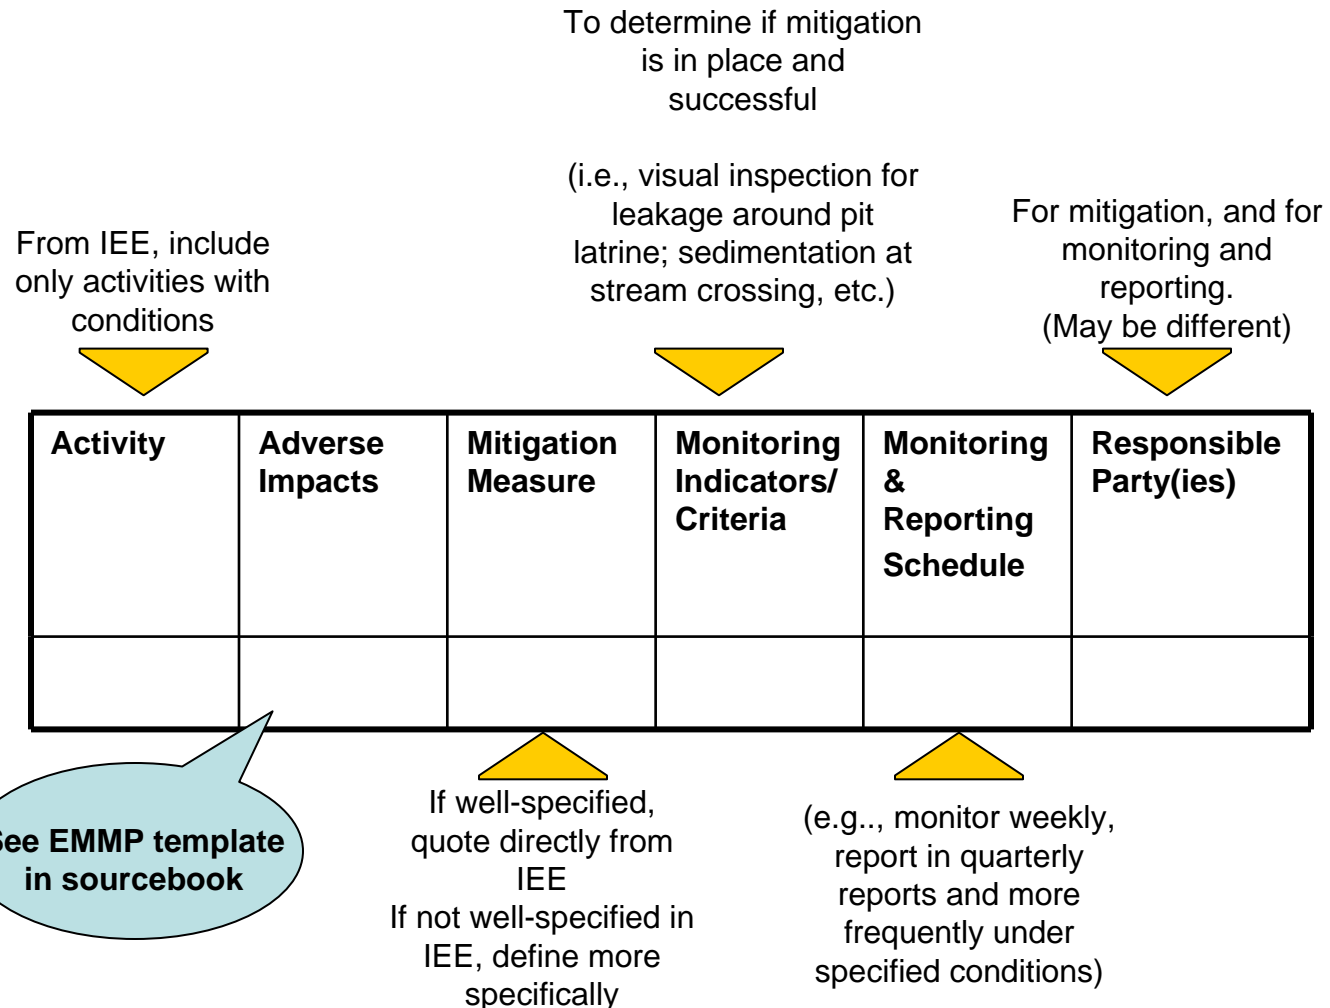 To determine if mitigation
is in place and
successful
(i.e., visual inspection for
leakage around pit
latrine; sedimentation at
stream crossing, etc.)
For mitigation, and for
monitoring and
reporting.
(May be different)
From IEE, include
only activities with
conditions
Activity
Adverse
Impacts
Mitigation
Measure
Monitoring
Indicators/
Criteria
Monitoring
&
Reporting
Schedule
Responsible
Party(ies)
See EMMP template
in sourcebook
If well-specified,
quote directly from
IEE
If not well-specified in
IEE, define more
specifically
(e.g.., monitor weekly,
report in quarterly
reports and more
frequently under
specified conditions)